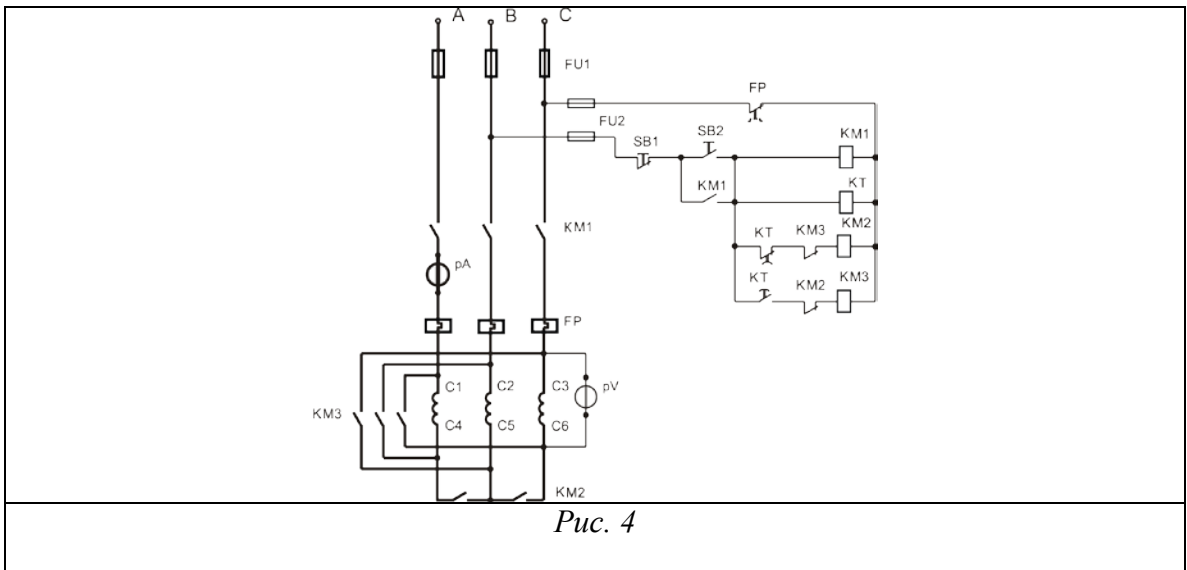 A B C
FU1
FP
FU2
SB1
SB2
KM1
KM1
KT
KM1
KT
KM3
KM2
KT
KM2
KM3
pA
FP
C1
C2
C3
pV
KM3
C4
C5
C6
KM2
Рис. 4